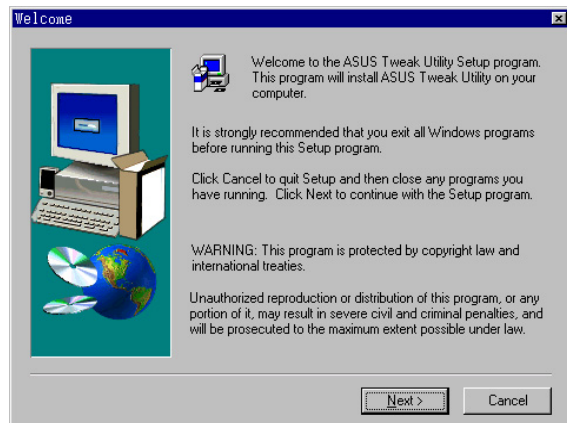 Welcome
Welcome to the ASUS Tweak Utility Setup program.
This program will install ASUS Tweak Utility on your
computer.
It is strongly recommended that you exit all Windows programs
before running this Setup program.
Click Cancel to quit Setup and then close any programs you
have running. Click Next to continue with the Setup program.
WARNING: This program is protected by copyright law and
international treaties.
Unauthorized reproduction or distribution of this program, or any
portion of it, may result in severe civil and criminal penalties, and
will be prosecuted to the maximum extent possible under law.
Next >
Cancel